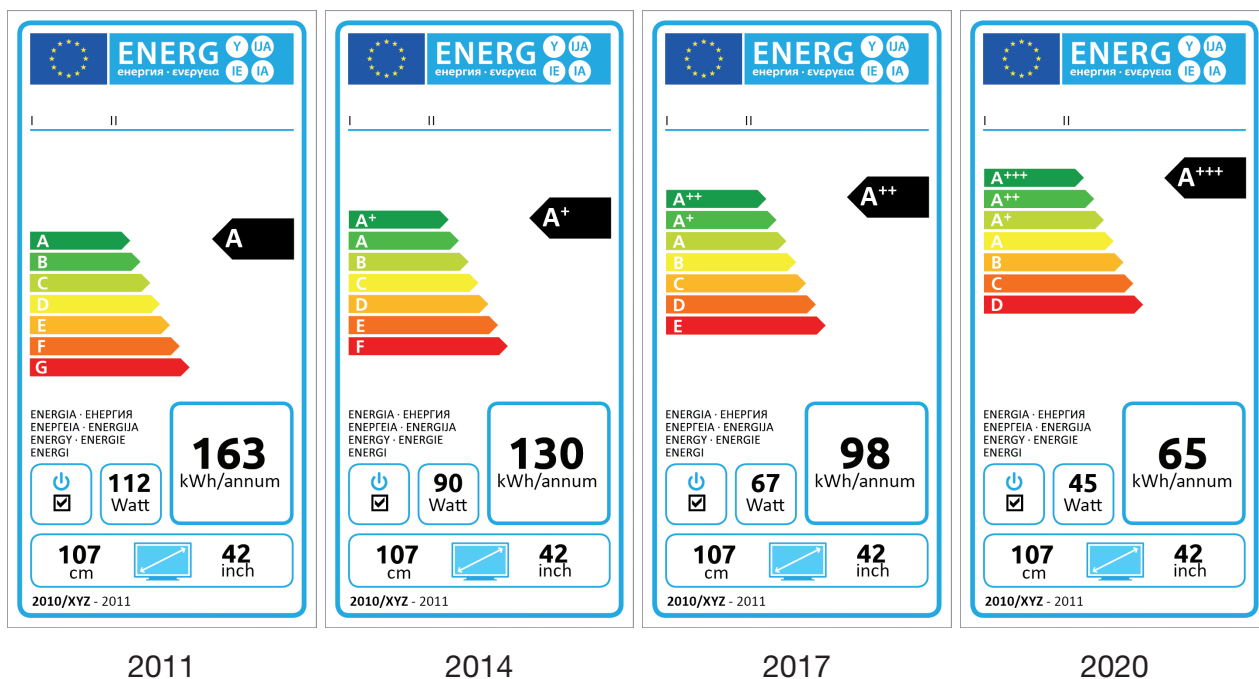 ENERG Y IJA
енергия · ενεργεια IE IA
I II
A
A
B
C
D
E
F
G
ENERGIA · ЕНЕРГИЯ
ΕΝΕΡΓΕΙΑ · ENERGIJA
ENERGY · ENERGIE
ENERGI
163
kWh/annum
112
Watt
107
cm
42
inch
2010/XYZ - 2011
2011
ENERG Y IJA
енергия · ενεργεια IE IA
I II
A+
A+
A
B
C
D
E
F
ENERGIA · ЕНЕРГИЯ
ΕΝΕΡΓΕΙΑ · ENERGIJA
ENERGY · ENERGIE
ENERGI
130
kWh/annum
90
Watt
107
cm
42
inch
2010/XYZ - 2011
2014
ENERG Y IJA
енергия · ενεργεια IE IA
I II
A++
A++
A+
A
B
C
D
E
ENERGIA · ЕНЕРГИЯ
ΕΝΕΡΓΕΙΑ · ENERGIJA
ENERGY · ENERGIE
ENERGI
98
kWh/annum
67
Watt
107
cm
42
inch
2010/XYZ - 2011
2017
ENERG Y IJA
енергия · ενεργεια IE IA
I II
A+++
A+++
A++
A+
A
B
C
D
ENERGIA · ЕНЕРГИЯ
ΕΝΕΡΓΕΙΑ · ENERGIJA
ENERGY · ENERGIE
ENERGI
65
kWh/annum
45
Watt
107
cm
42
inch
2010/XYZ - 2011
2020